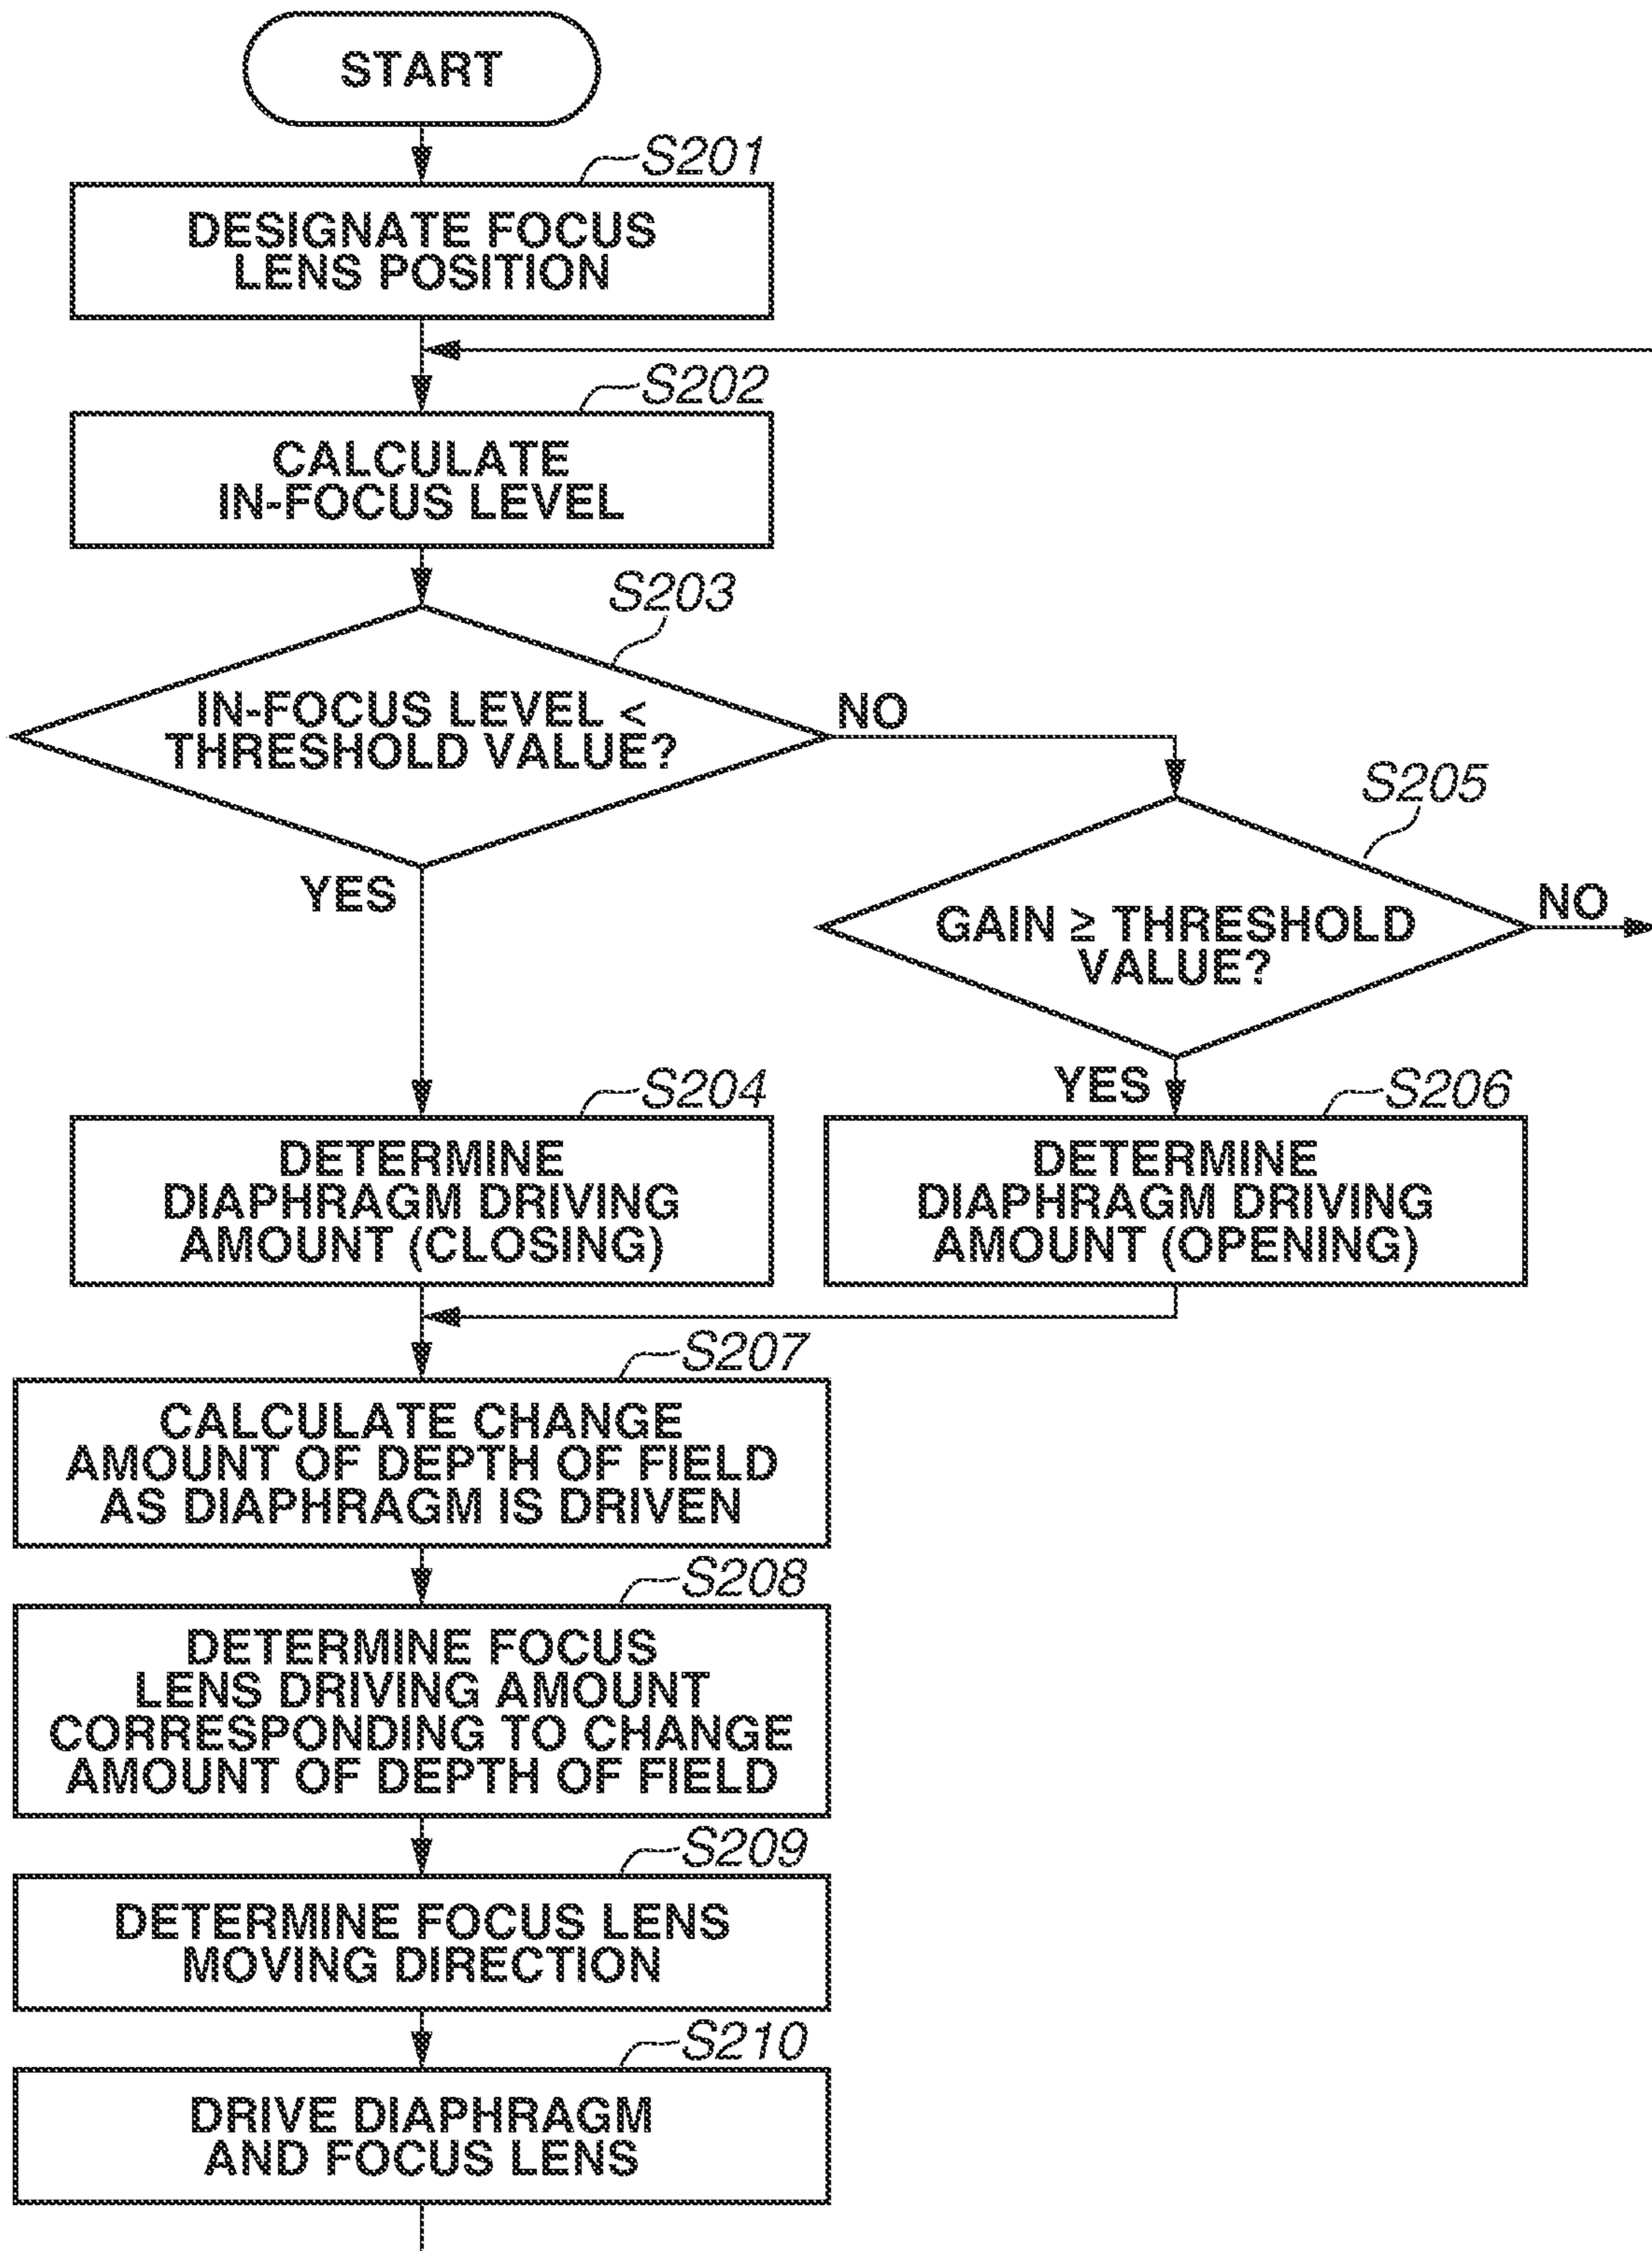 START
S201
DESIGNATE FOCUS
LENS POSITION
S202
CALCULATE
IN-FOCUS LEVEL
S203
IN-FOCUS LEVEL <
THRESHOLD VALUE?
NO
YES
S205
GAIN ≥ THRESHOLD
VALUE?
NO
YES
S204
DETERMINE
DIAPHRAGM DRIVING
AMOUNT (CLOSING)
S206
DETERMINE
DIAPHRAGM DRIVING
AMOUNT (OPENING)
S207
CALCULATE CHANGE
AMOUNT OF DEPTH OF FIELD
AS DIAPHRAGM IS DRIVEN
S208
DETERMINE FOCUS
LENS DRIVING AMOUNT
CORRESPONDING TO CHANGE
AMOUNT OF DEPTH OF FIELD
S209
DETERMINE FOCUS LENS
MOVING DIRECTION
S210
DRIVE DIAPHRAGM
AND FOCUS LENS